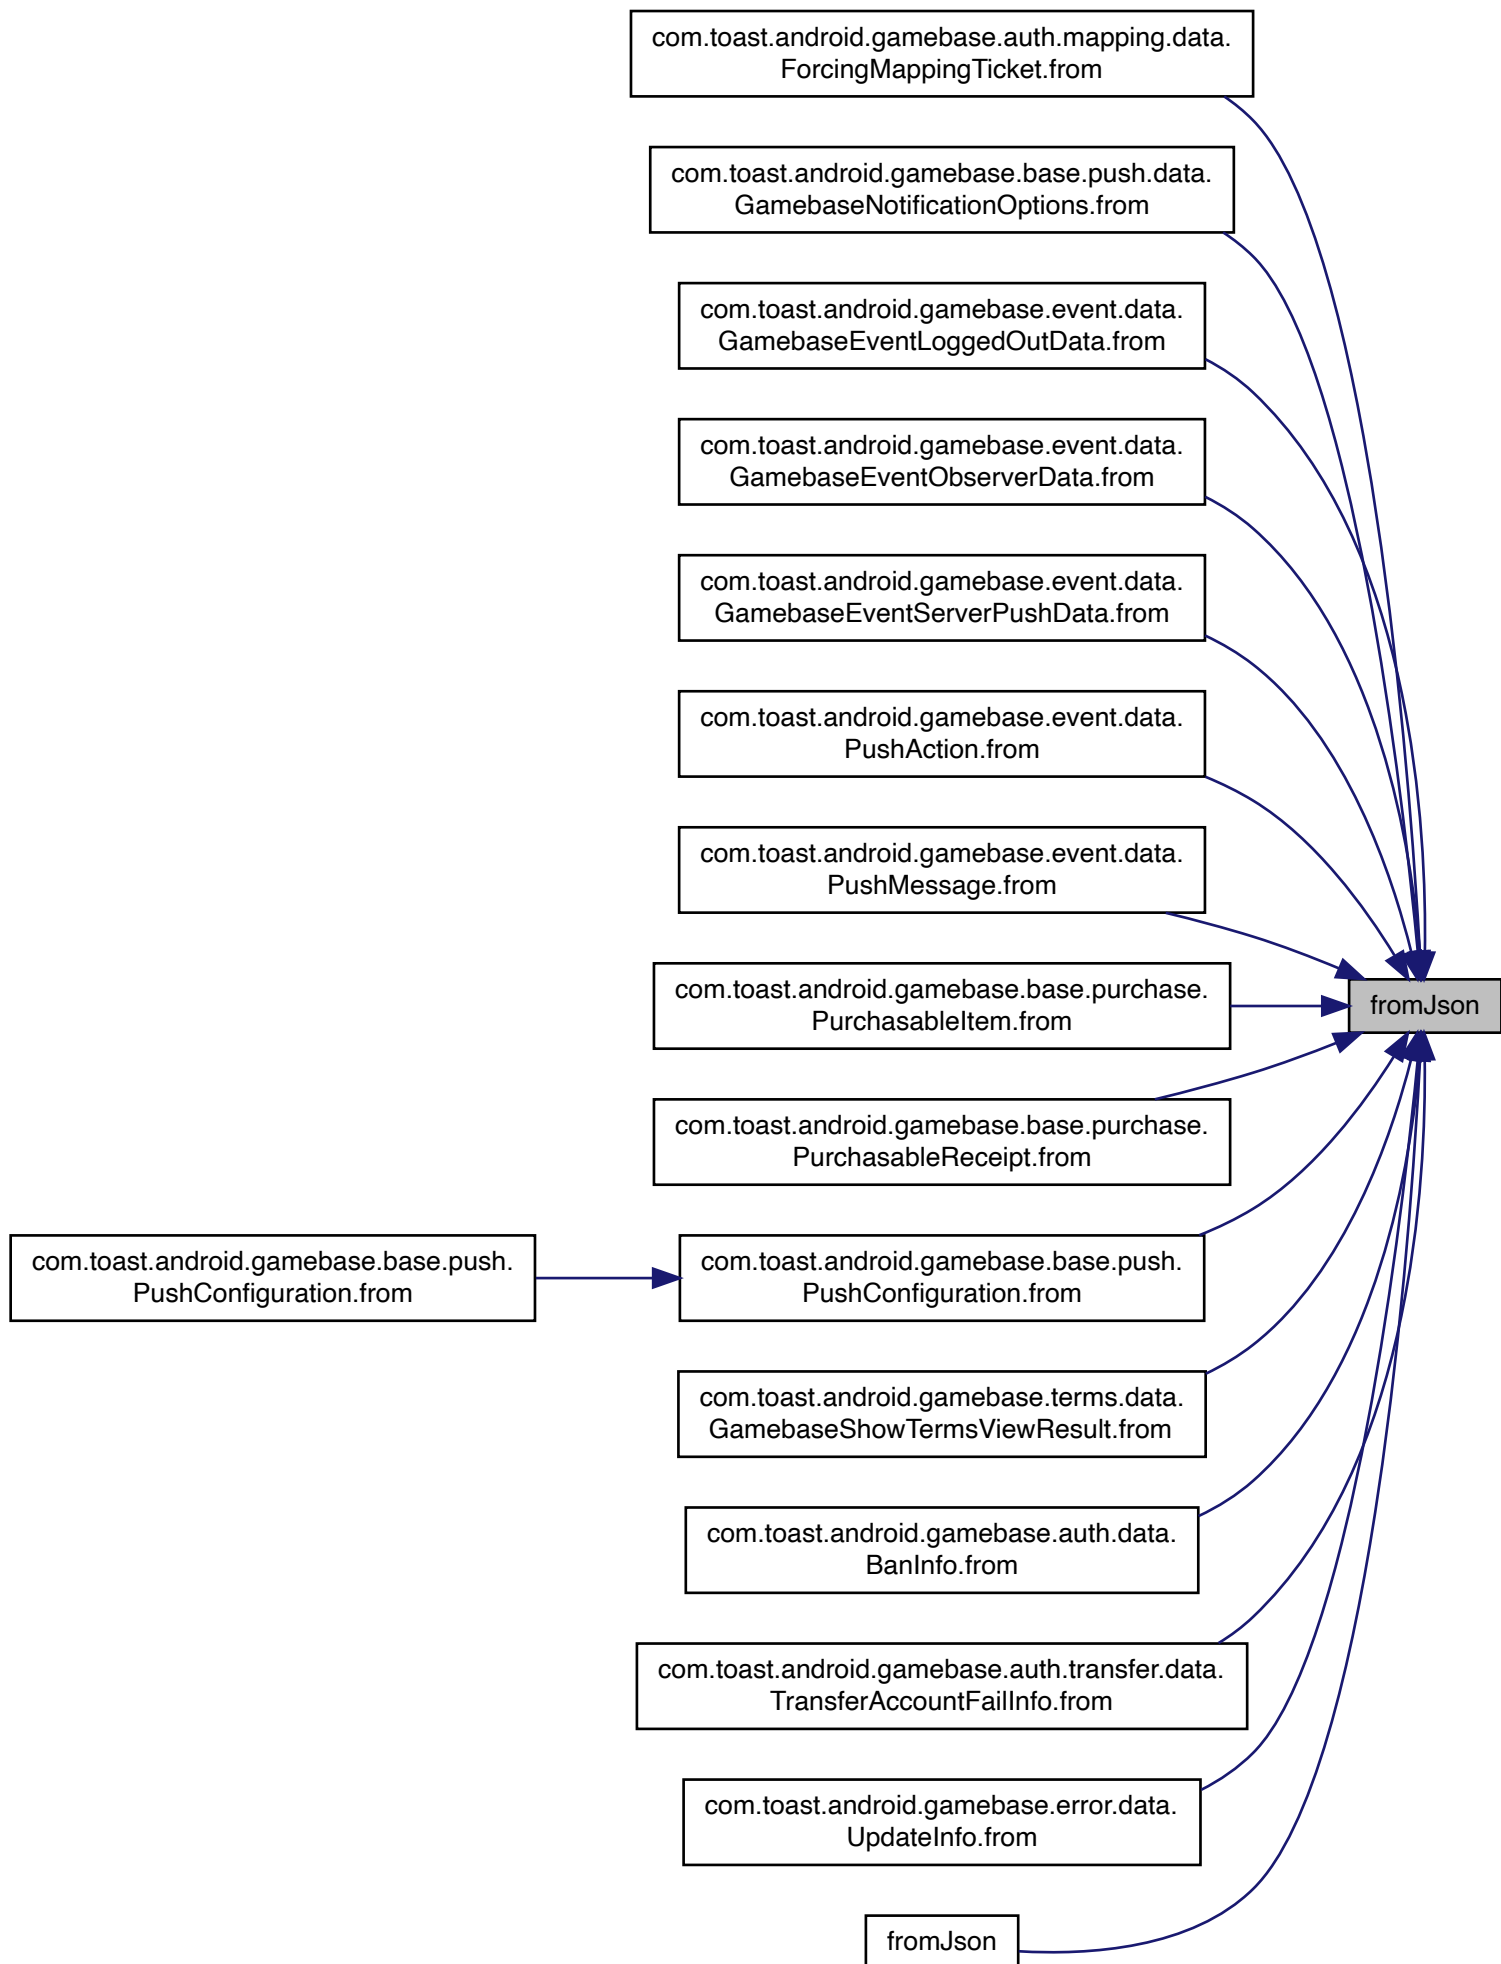 com.toast.android.gamebase.auth.mapping.data.
ForcingMappingTicket.from
com.toast.android.gamebase.base.push.data.
GamebaseNotificationOptions.from
com.toast.android.gamebase.event.data.
GamebaseEventLoggedOutData.from
com.toast.android.gamebase.event.data.
GamebaseEventObserverData.from
com.toast.android.gamebase.event.data.
GamebaseEventServerPushData.from
com.toast.android.gamebase.event.data.
PushAction.from
com.toast.android.gamebase.event.data.
PushMessage.from
com.toast.android.gamebase.base.purchase.
PurchasableItem.from
fromJson
com.toast.android.gamebase.base.purchase.
PurchasableReceipt.from
com.toast.android.gamebase.base.push.
PushConfiguration.from
com.toast.android.gamebase.base.push.
PushConfiguration.from
com.toast.android.gamebase.terms.data.
GamebaseShowTermsViewResult.from
com.toast.android.gamebase.auth.data.
BanInfo.from
com.toast.android.gamebase.auth.transfer.data.
TransferAccountFailInfo.from
com.toast.android.gamebase.error.data.
UpdateInfo.from
fromJson